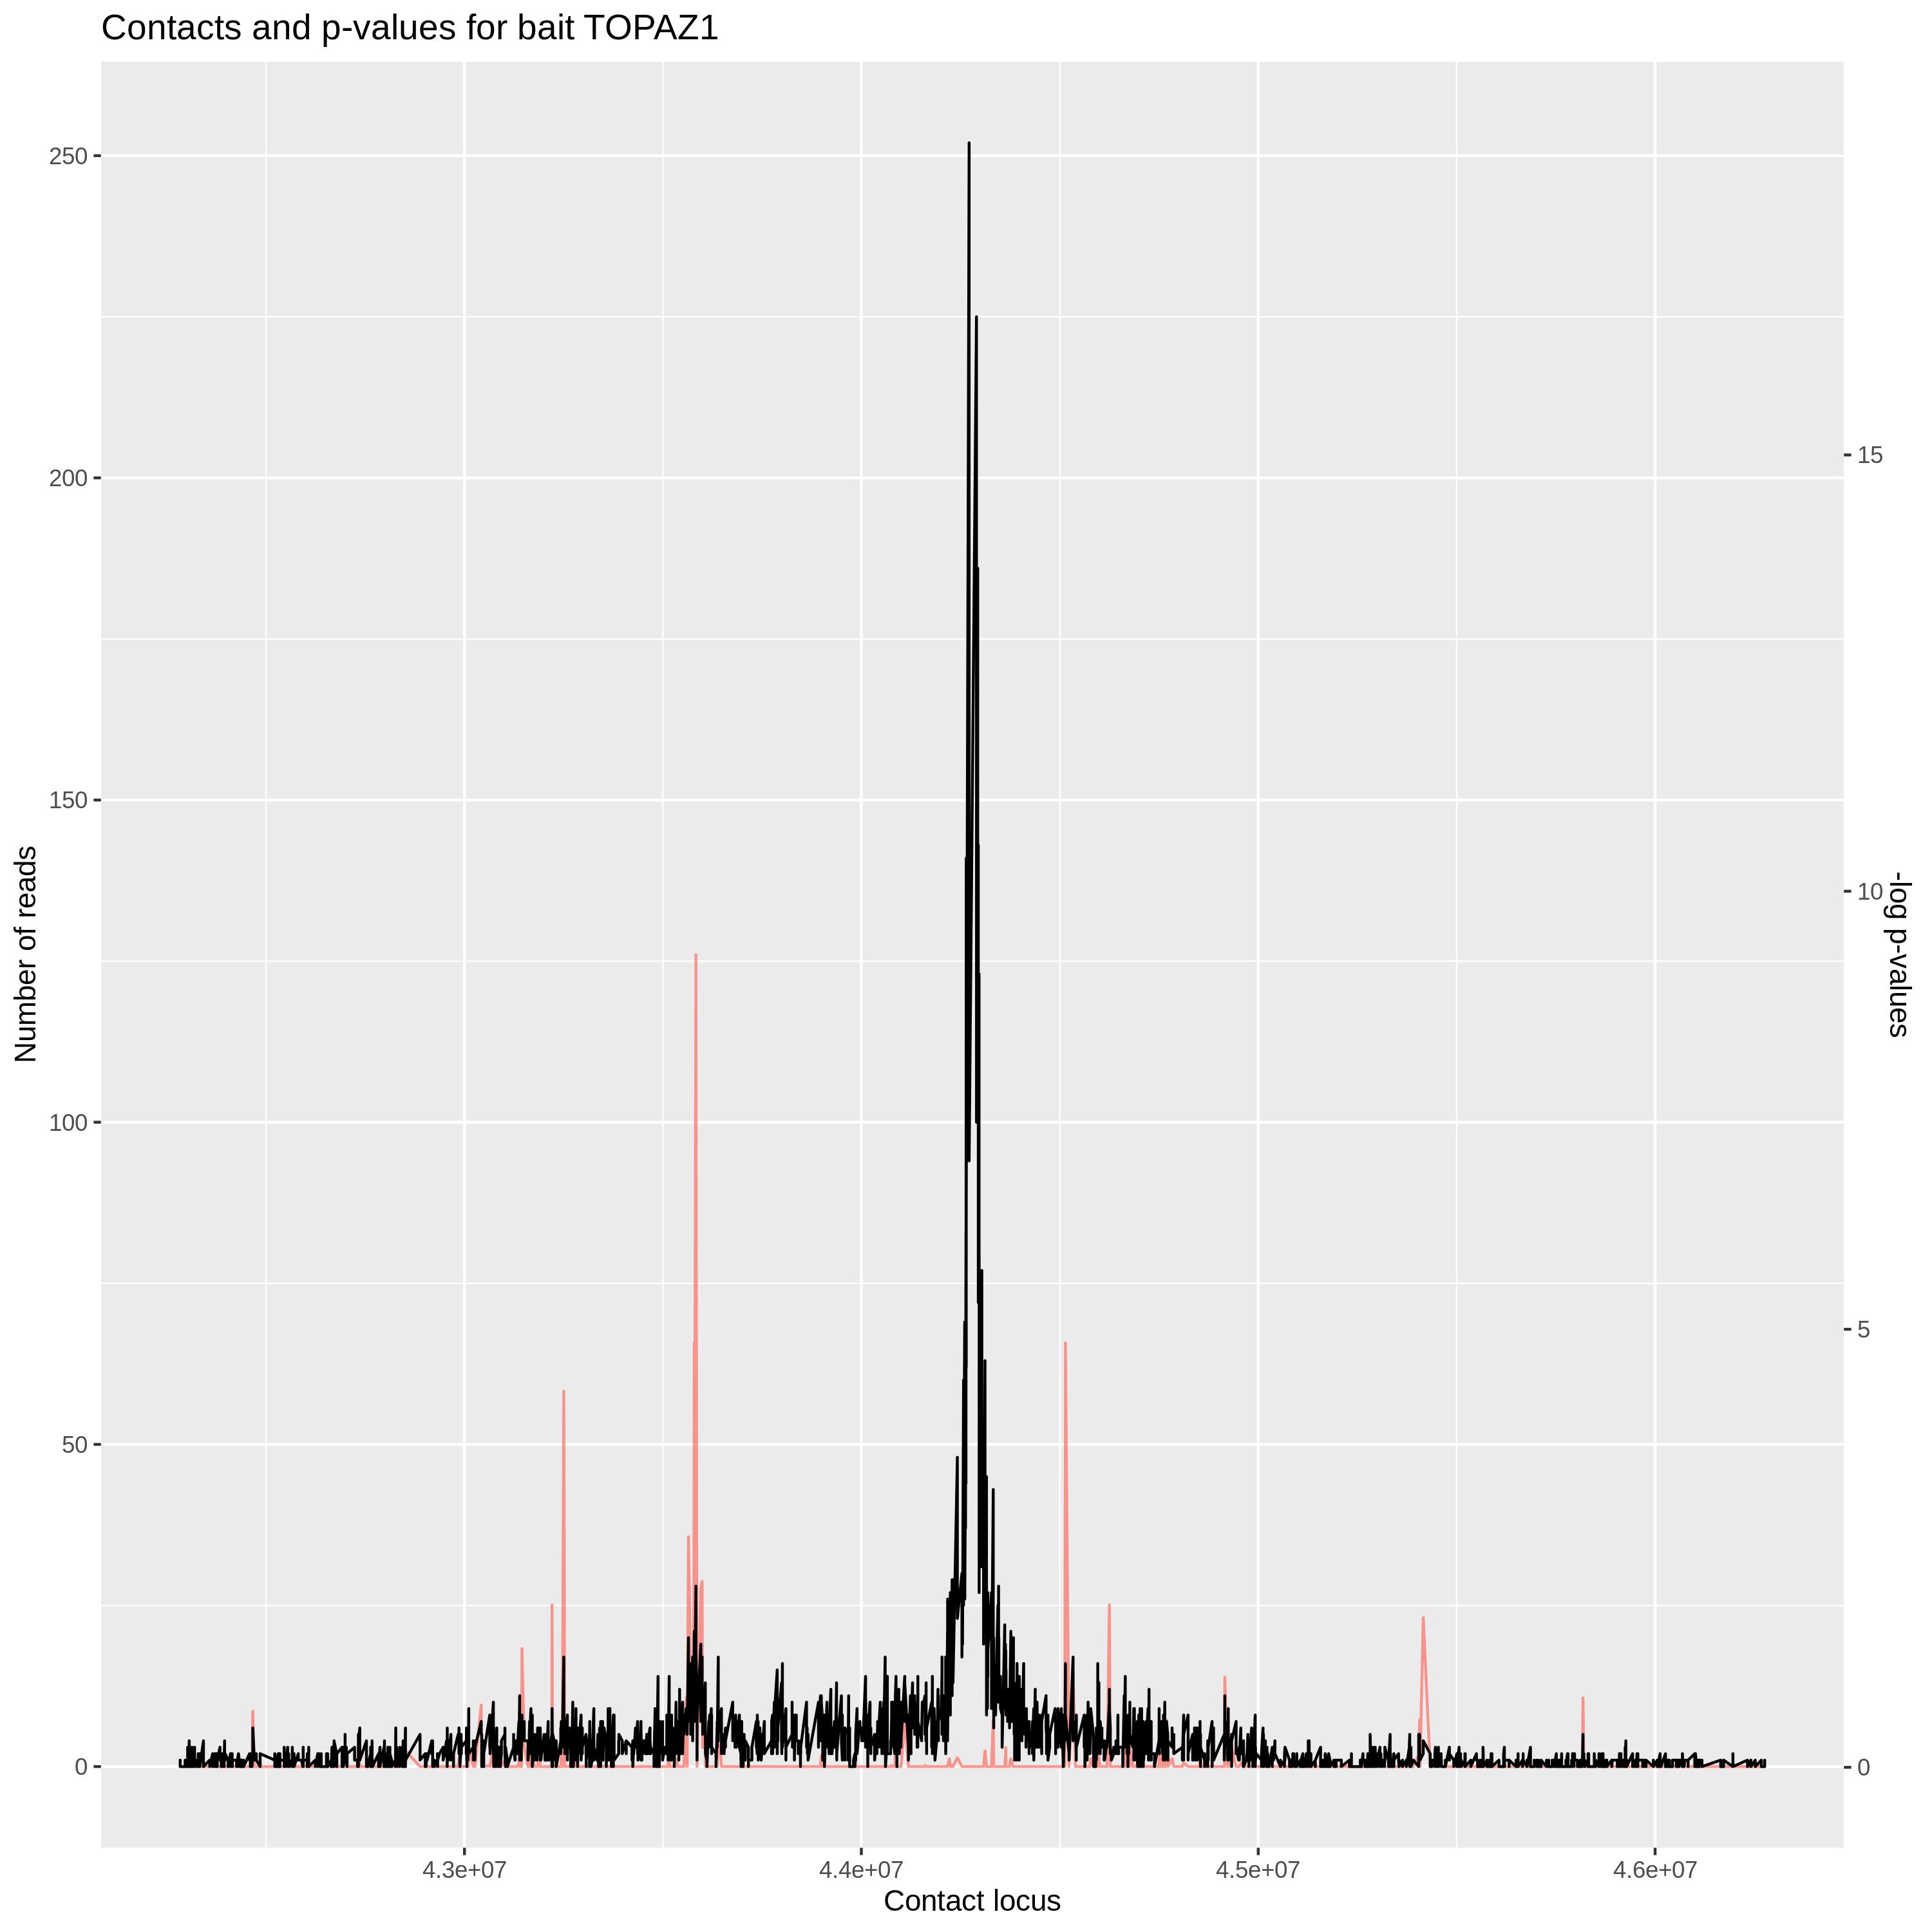 Contacts and p-values for bait TOPAZ1
250
200
150
100
50
0
Number of reads
15
10
5
0
-log p-values
4.3e+07
4.4e+07
4.5e+07
4.6e+07
Contact locus